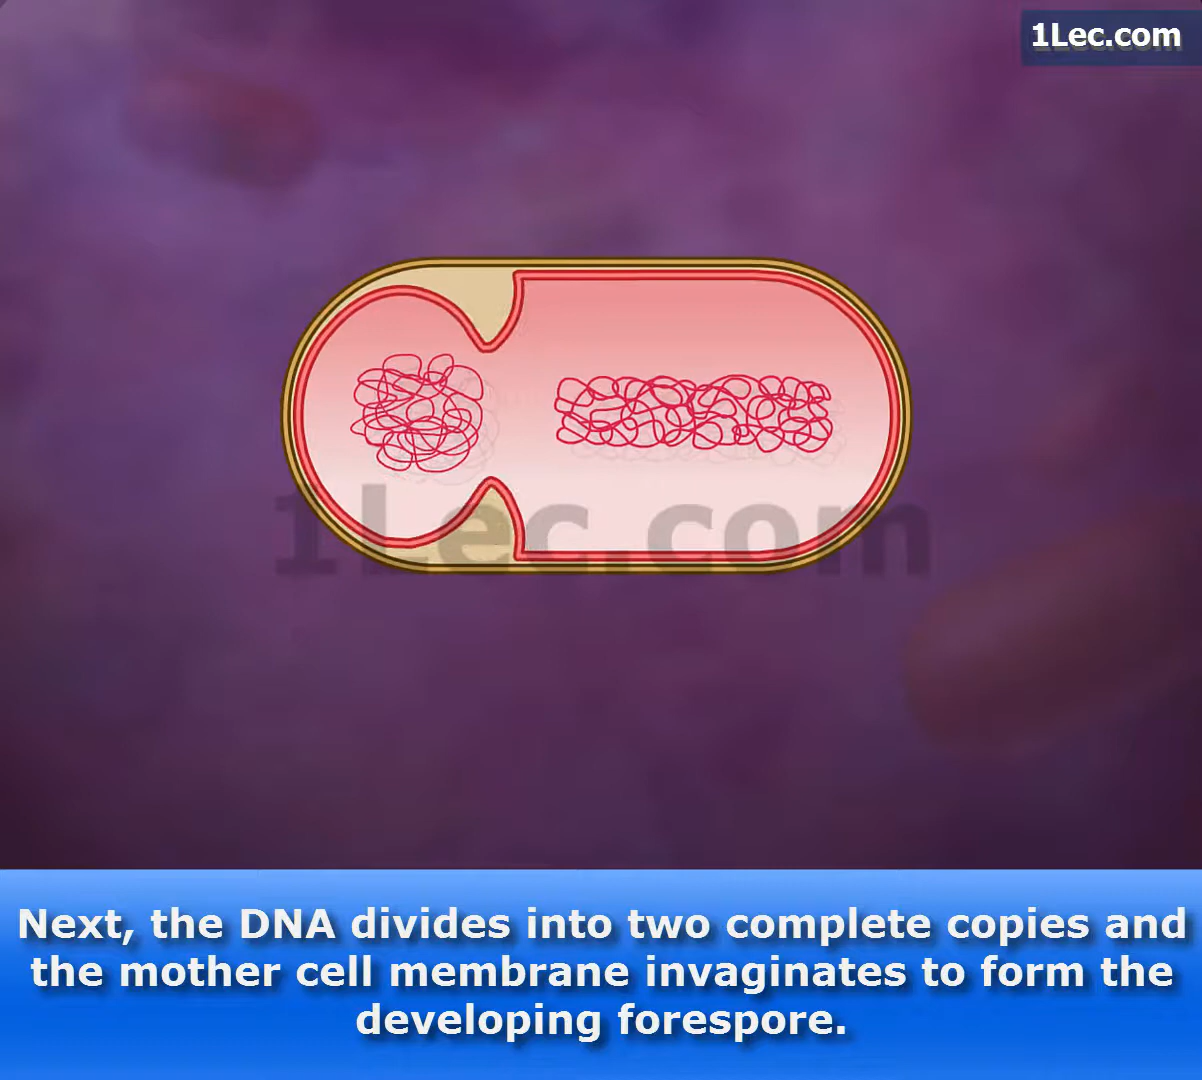 1Lec.com
1Lec.com
Next, the DNA divides into two complete copies and
the mother cell membrane invaginates to form the
developing forespore.